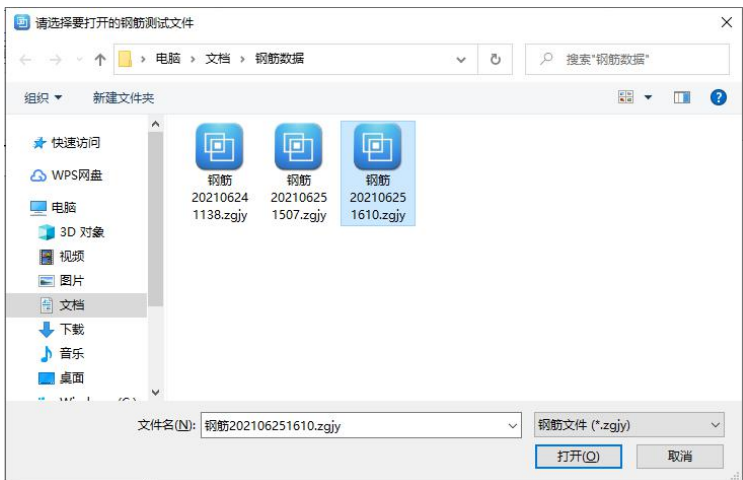 请选择要打开的钢筋测试文件
电脑 › 文档 › 钢筋数据
搜索"钢筋数据"
组织
新建文件夹
快速访问
WPS网盘
电脑
3D 对象
视频
图片
文档
下载
音乐
桌面
钢筋
20210624
1138.zgjy
钢筋
20210625
1507.zgjy
钢筋
20210625
1610.zgjy
文件名(N): 钢筋202106251610.zgjy
钢筋文件 (*.zgjy)
打开(O)
取消